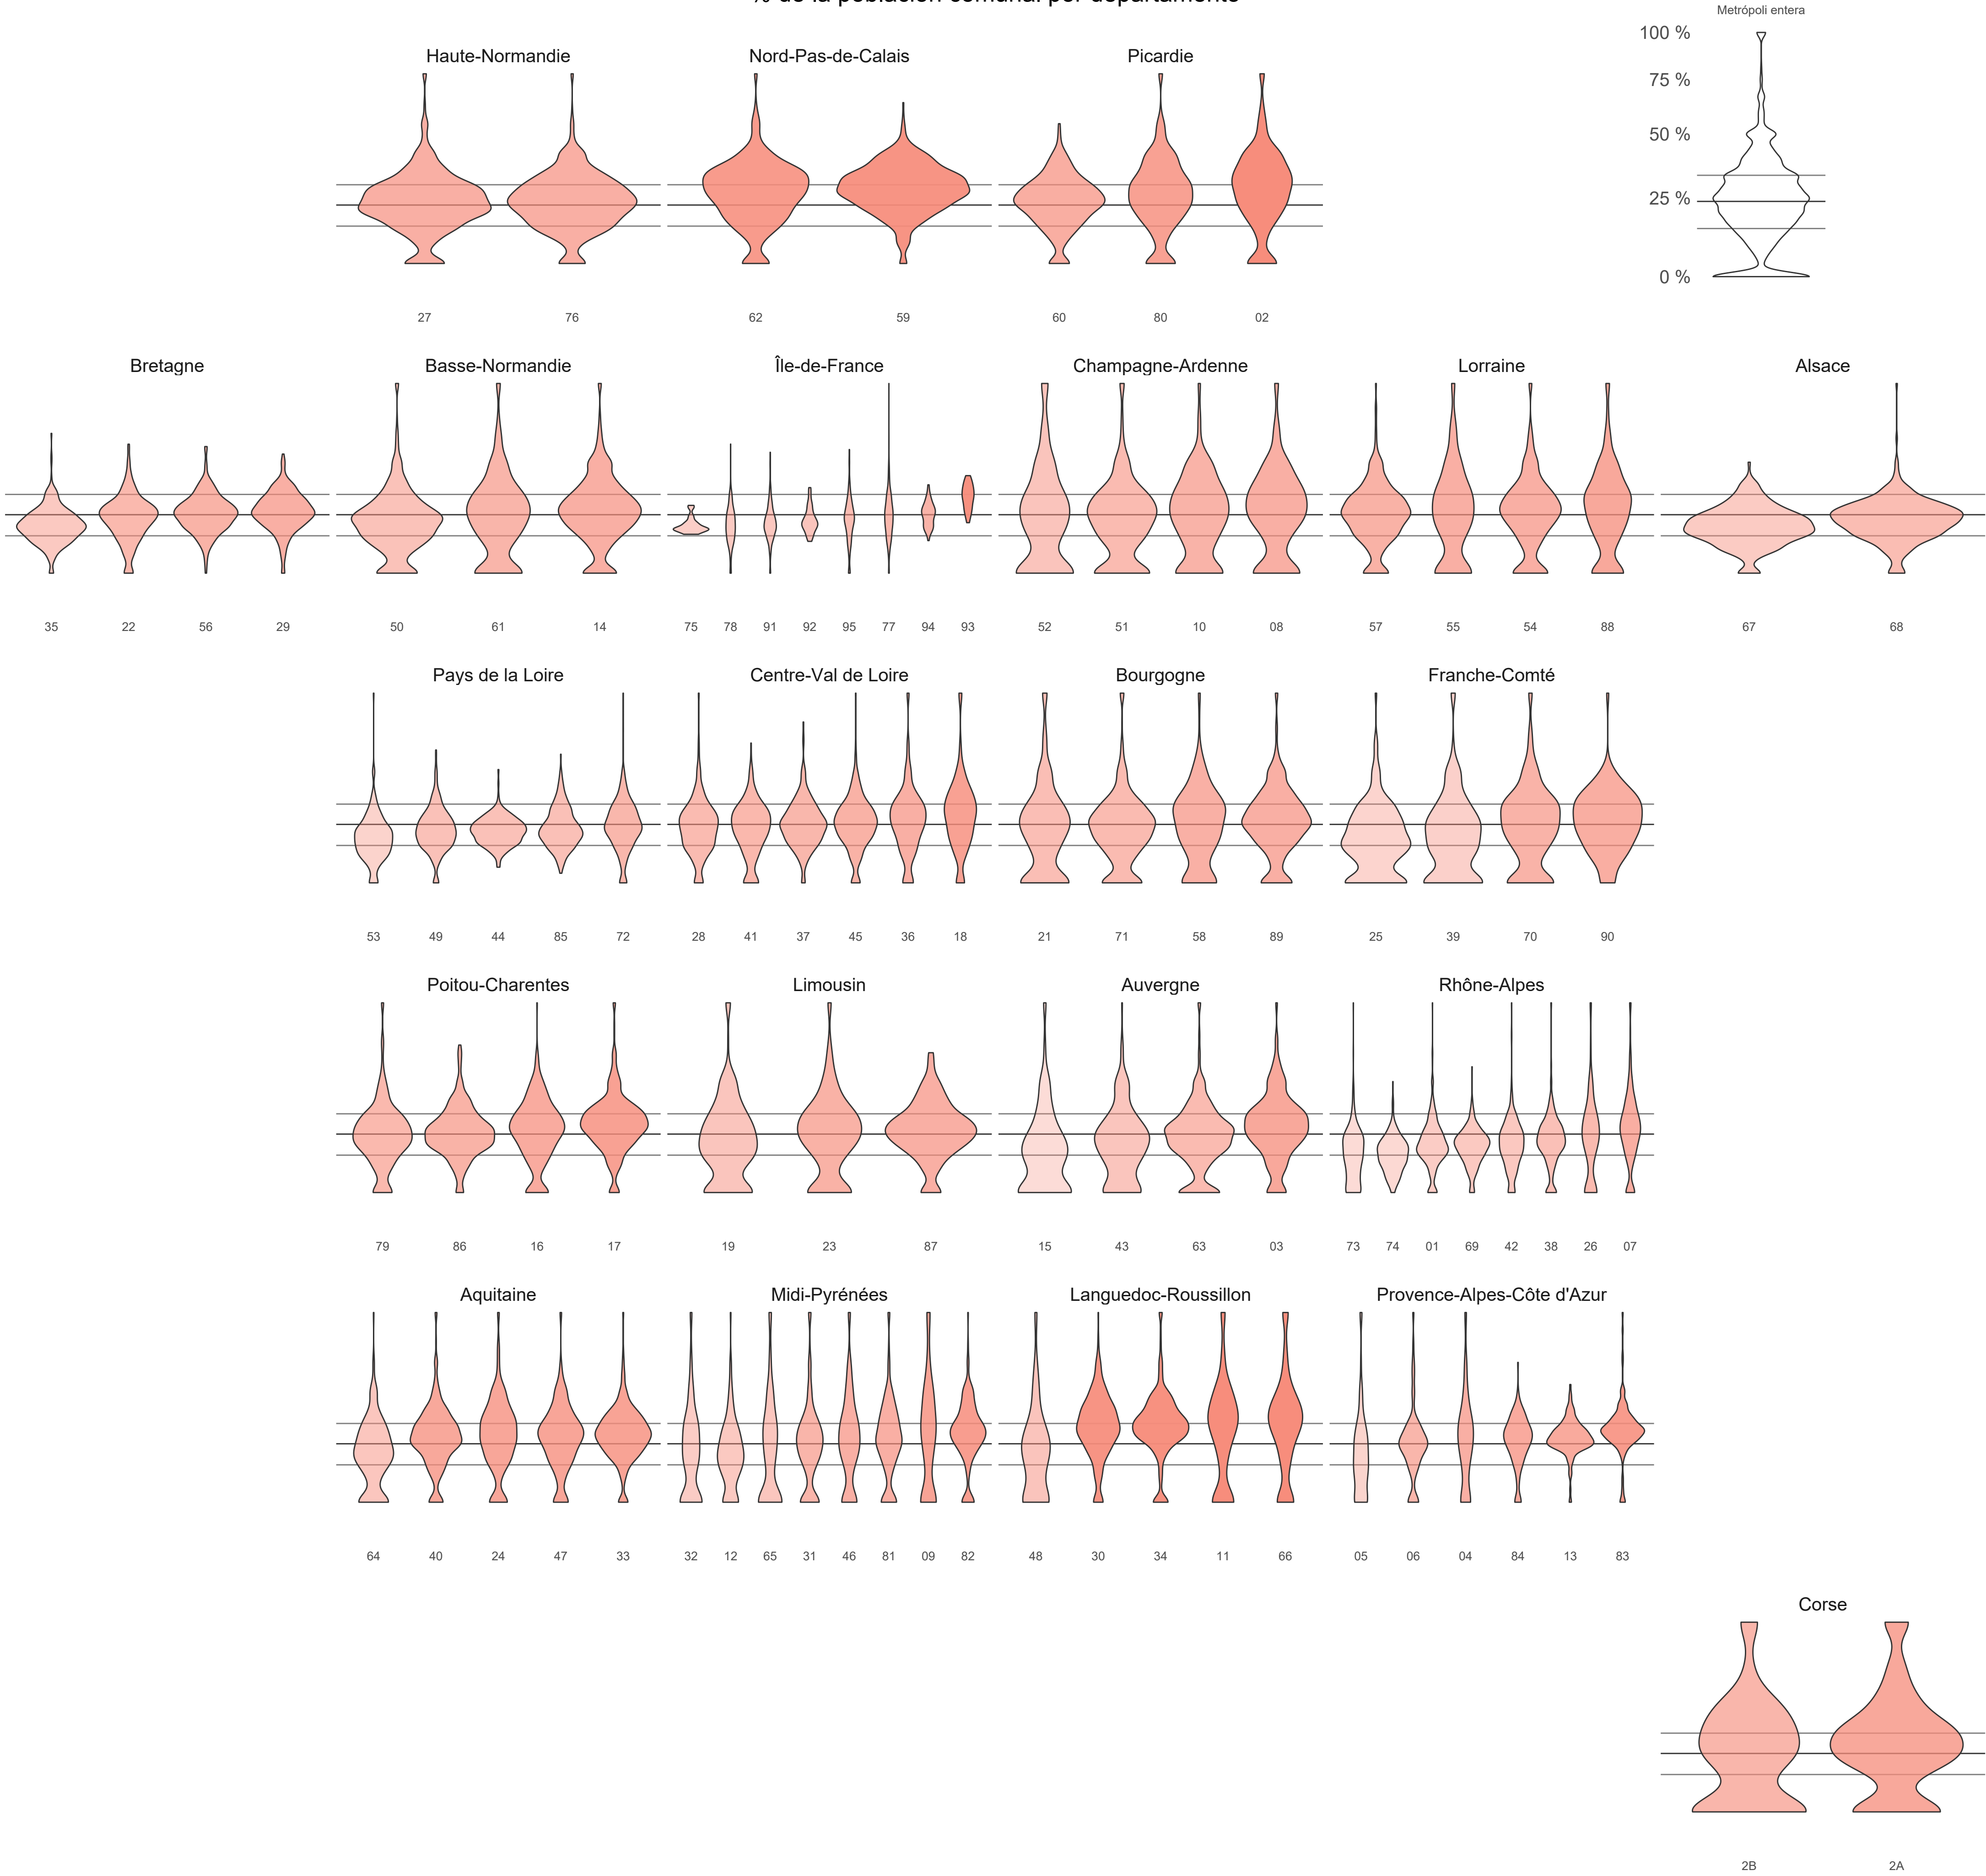 % de la población comunal por departamento
Metrópoli entera
100 %
75 %
50 %
25 %
0 %
Haute-Normandie Nord-Pas-de-Calais Picardie
27 76 62 59 60 80 02
Bretagne Basse-Normandie Île-de-France Champagne-Ardenne Lorraine Alsace
35 22 56 29 50 61 14 75 78 91 92 95 77 94 93 52 51 10 08 57 55 54 88 67 68
Pays de la Loire Centre-Val de Loire Bourgogne Franche-Comté
53 49 44 85 72 28 41 37 45 36 18 21 71 58 89 25 39 70 90
Poitou-Charentes Limousin Auvergne Rhône-Alpes
79 86 16 17 19 23 87 15 43 63 03 73 74 01 69 42 38 26 07
Aquitaine Midi-Pyrénées Languedoc-Roussillon Provence-Alpes-Côte d'Azur
64 40 24 47 33 32 12 65 31 46 81 09 82 48 30 34 11 66 05 06 04 84 13 83
Corse
2B 2A